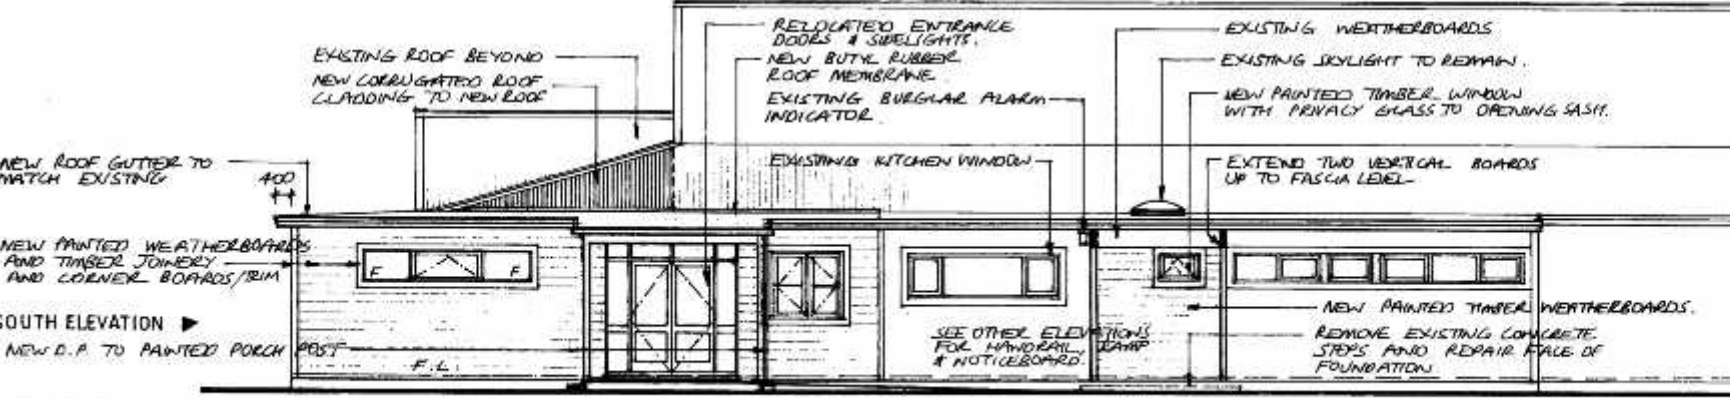 EXISTING ROOF BEYOND
NEW CORRUGATED ROOF
CLADDING TO NEW ROOF
RELOCATED ENTRANCE
DOORS & SIDELIGHTS.
NEW BUTYL RUBBER
ROOF MEMBRANE
EXISTING BURGLAR ALARM
INDICATOR
EXISTING WEATHERBOARDS
EXISTING SKYLIGHT TO REMAIN.
NEW PAINTED TIMBER WINDOW
WITH PRIVACY GLASS TO OPENING SASH.
NEW ROOF GUTTER TO
MATCH EXISTING
400
EXISTING KITCHEN WINDOW
EXTEND TWO VERTICAL BOARDS
UP TO FASCIA LEVEL
NEW PAINTED WEATHERBOARDS
AND TIMBER JOINERY
AND CORNER BOARDS/TRIM
F
F
SOUTH ELEVATION
NEW D.P. TO PAINTED PORCH POST
F.L.
SEE OTHER ELEVATIONS
FOR HANDRAIL, RAMP
& NOTICEBOARD.
NEW PAINTED TIMBER WEATHERBOARDS.
REMOVE EXISTING CONCRETE
STEPS AND REPAIR FACE OF
FOUNDATION